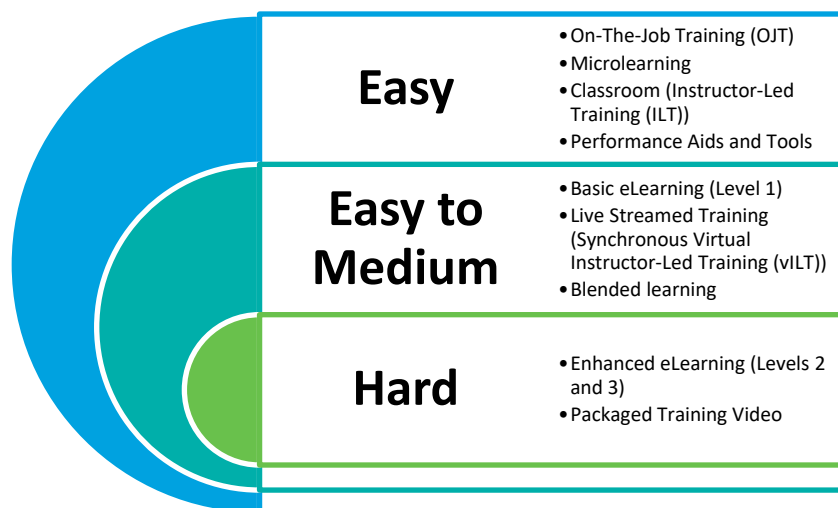 Easy
• On-The-Job Training (OJT)
• Microlearning
• Classroom (Instructor-Led
Training (ILT))
• Performance Aids and Tools
Easy to
Medium
• Basic eLearning (Level 1)
• Live Streamed Training
(Synchronous Virtual
Instructor-Led Training (vILT))
• Blended learning
Hard
• Enhanced eLearning (Levels 2
and 3)
• Packaged Training Video